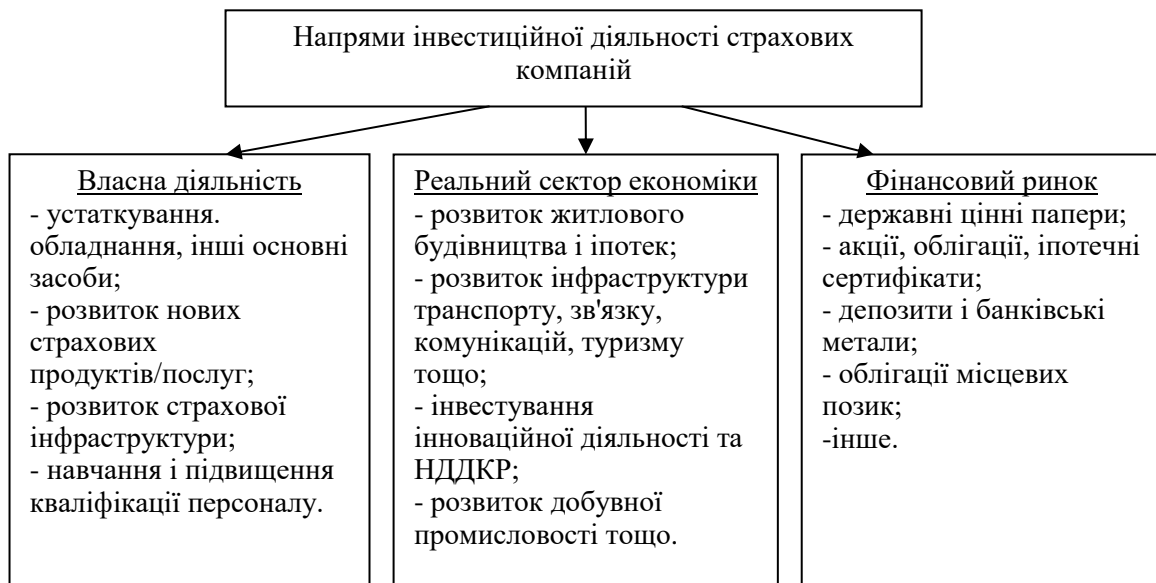 Напрями інвестиційної діяльності страхових
компаній
Власна діяльність
- устаткування.
обладнання, інші основні
засоби;
- розвиток нових
страхових
продуктів/послуг;
- розвиток страхової
інфраструктури;
- навчання і підвищення
кваліфікації персоналу.
Реальний сектор економіки
- розвиток житлового
будівництва і іпотек;
- розвиток інфраструктури
транспорту, зв'язку,
комунікацій, туризму
тощо;
- інвестування
інноваційної діяльності та
НДДКР;
- розвиток добувної
промисловості тощо.
Фінансовий ринок
- державні цінні папери;
- акції, облігації, іпотечні
сертифікати;
- депозити і банківські
метали;
- облігації місцевих
позик;
-інше.